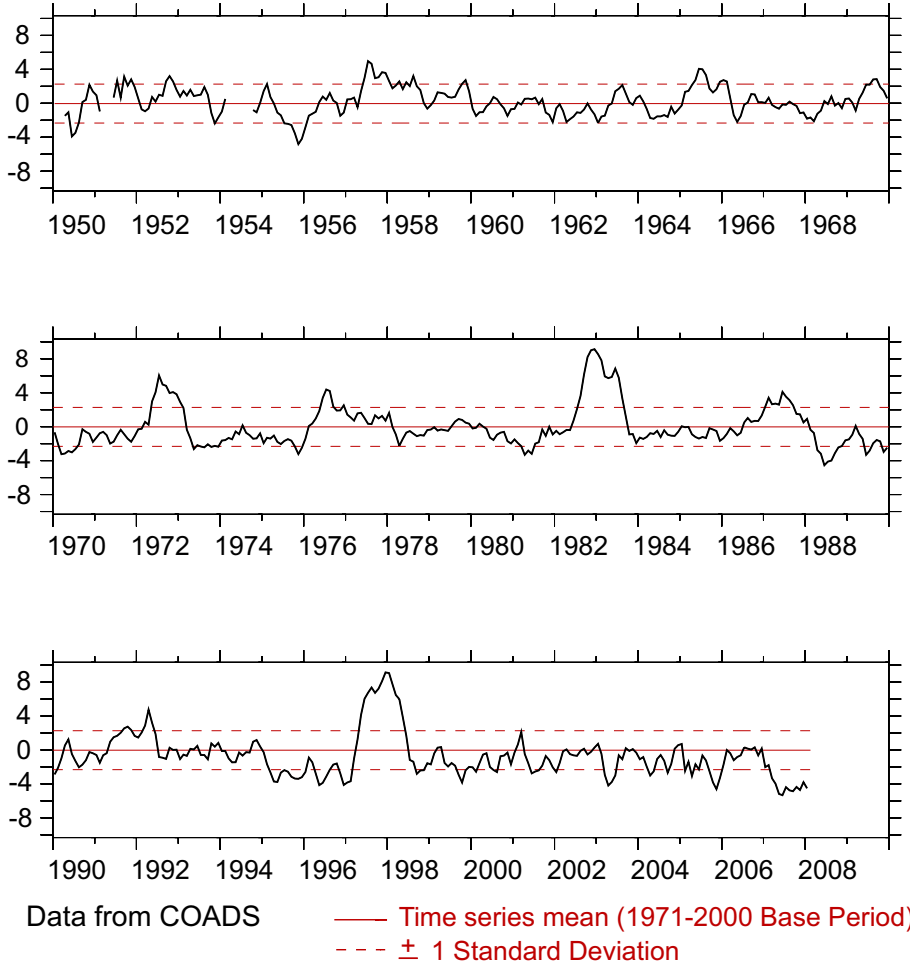 8
4
0
-4
-8
1950 1952 1954 1956 1958 1960 1962 1964 1966 1968
8
4
0
-4
-8
1970 1972 1974 1976 1978 1980 1982 1984 1986 1988
8
4
0
-4
-8
1990 1992 1994 1996 1998 2000 2002 2004 2006 2008
Data from COADS
Time series mean (1971-2000 Base Period)
± 1 Standard Deviation